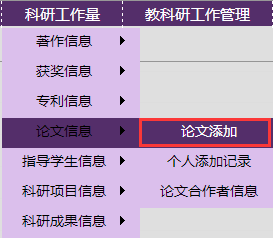 科研工作量 教科研工作管理
著作信息
获奖信息
专利信息
论文信息 论文添加
指导学生信息 个人添加记录
科研项目信息 论文合作者信息
科研成果信息